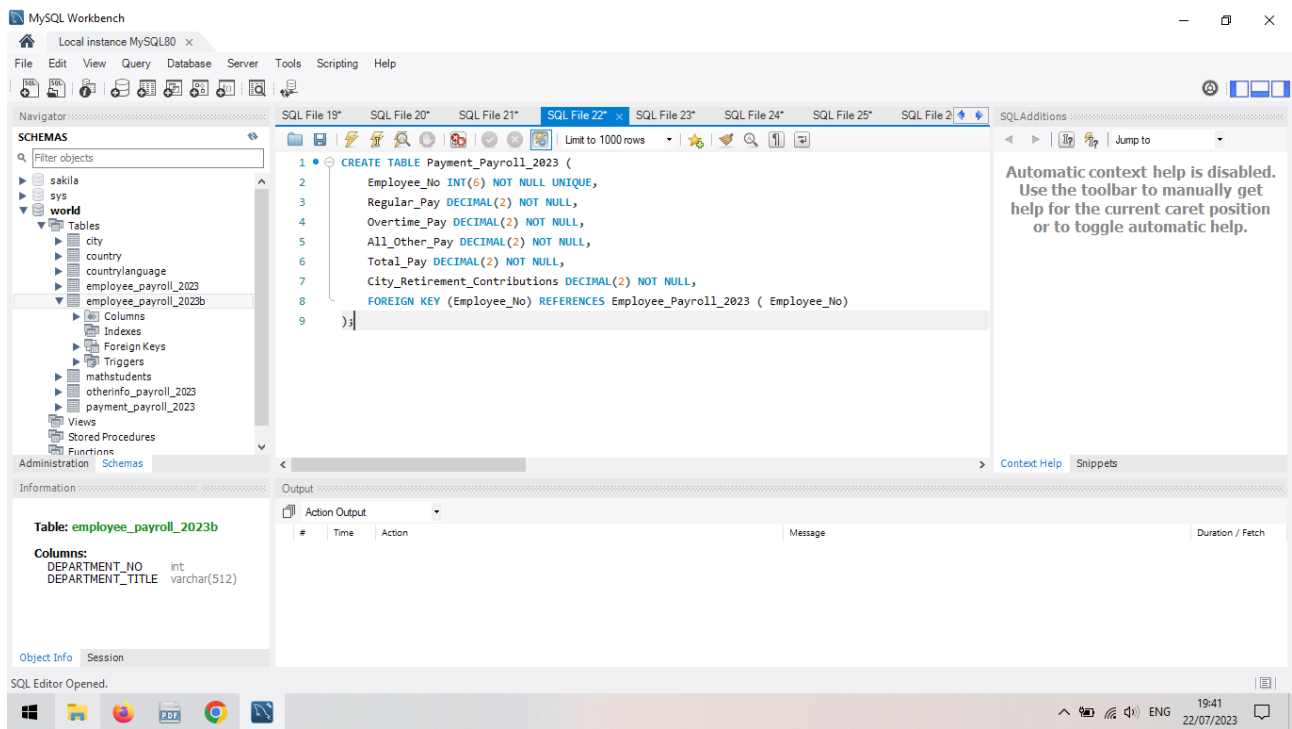 MySQL Workbench
Local instance MySQL80 ×
File Edit View Query Database Server Tools Scripting Help
Navigator
SCHEMAS
Filter objects
sakila
sys
world
Tables
city
country
countrylanguage
employee_payroll_2023
employee_payroll_2023b
Columns
Indexes
Foreign Keys
Triggers
mathstudents
otherinfo_payroll_2023
payment_payroll_2023
Views
Stored Procedures
Functions
Administration Schemas
Information
Table: employee_payroll_2023b
Columns:
DEPARTMENT_NO int
DEPARTMENT_TITLE varchar(512)
Object Info Session
SQL File 19* SQL File 20* SQL File 21* SQL File 22* × SQL File 23* SQL File 24* SQL File 25* SQL File 2
Limit to 1000 rows
1 CREATE TABLE Payment_Payroll_2023 (
2 Employee_No INT(6) NOT NULL UNIQUE,
3 Regular_Pay DECIMAL(2) NOT NULL,
4 Overtime_Pay DECIMAL(2) NOT NULL,
5 All_Other_Pay DECIMAL(2) NOT NULL,
6 Total_Pay DECIMAL(2) NOT NULL,
7 City_Retirement_Contributions DECIMAL(2) NOT NULL,
8 FOREIGN KEY (Employee_No) REFERENCES Employee_Payroll_2023 ( Employee_No)
9 );
SQLAdditions
Jump to
Automatic context help is disabled.
Use the toolbar to manually get
help for the current caret position
or to toggle automatic help.
Context Help Snippets
Output
Action Output
# Time Action Message Duration / Fetch
SQL Editor Opened.
PDF
ENG
19:41
22/07/2023